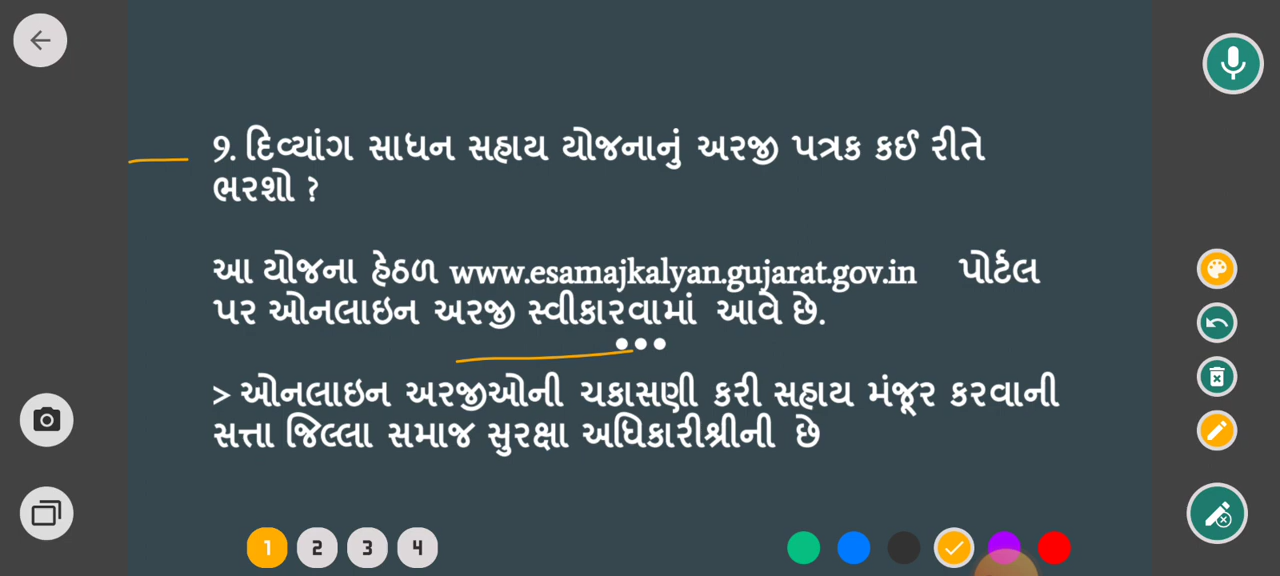 9. દિવ્યાંગ સાધન સહાય યોજનાનું અરજી પત્રક કઈ રીતે
ભરશો ?
આ યોજના હેઠળ www.esamajkalyan.gujarat.gov.in પોર્ટલ
પર ઓનલાઇન અરજી સ્વીકારવામાં આવે છે.
> ઓનલાઇન અરજીઓની ચકાસણી કરી સહાય મંજૂર કરવાની
સત્તા જિલ્લા સમાજ સુરક્ષા અધિકારીશ્રીની છે
1 2 3 4